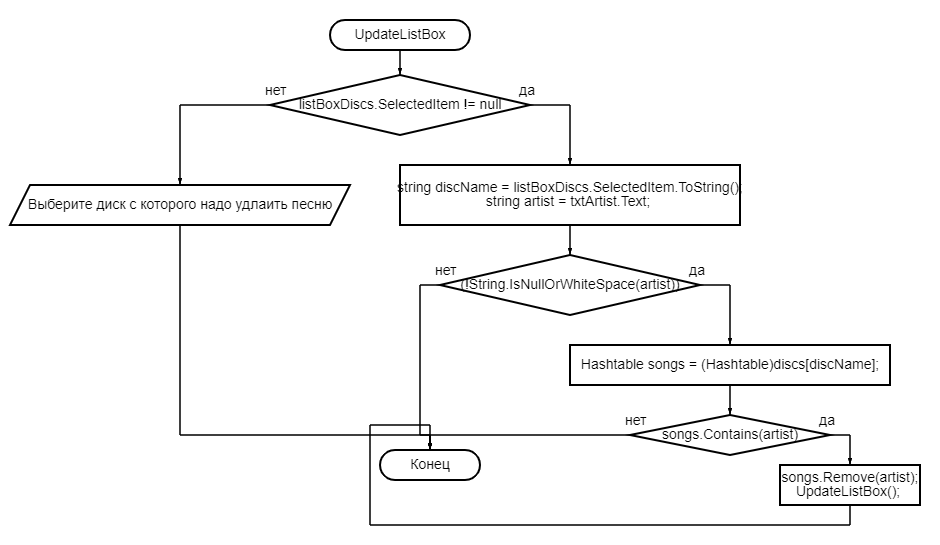 UpdateListBox
нет
да
listBoxDiscs.SelectedItem != null
string discName = listBoxDiscs.SelectedItem.ToString();
string artist = txtArtist.Text;
Выберите диск с которого надо удлаить песню
нет
да
(!String.IsNullOrWhiteSpace(artist))
Hashtable songs = (Hashtable)discs[discName];
нет
да
songs.Contains(artist)
Конец
songs.Remove(artist);
UpdateListBox();